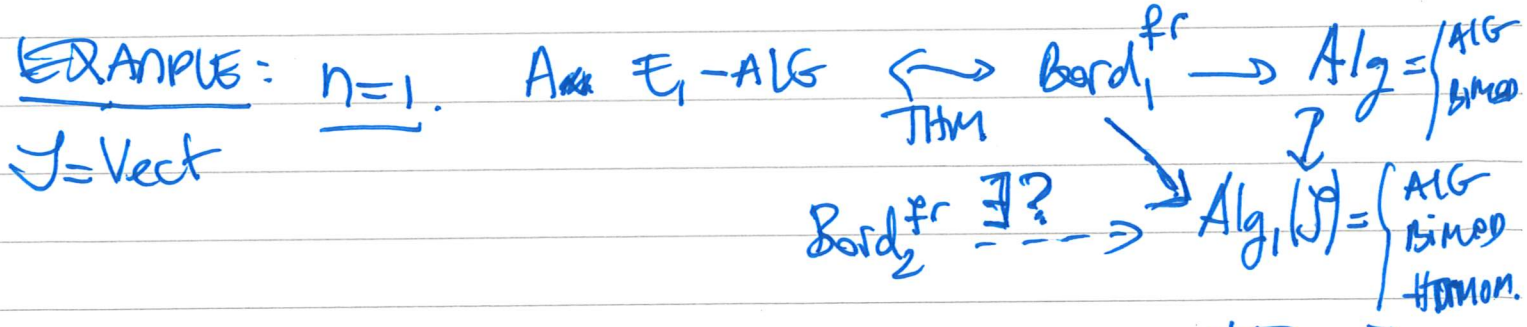 EXAMPLE: n=1. A E₁-ALG ⟷ Bord₁^fr → Alg = { ALG
THM BIMOD
S=Vect
Bord₂^fr ∃? ⇢ Alg₁(S) = { ALG
BIMOD
HOMOM.